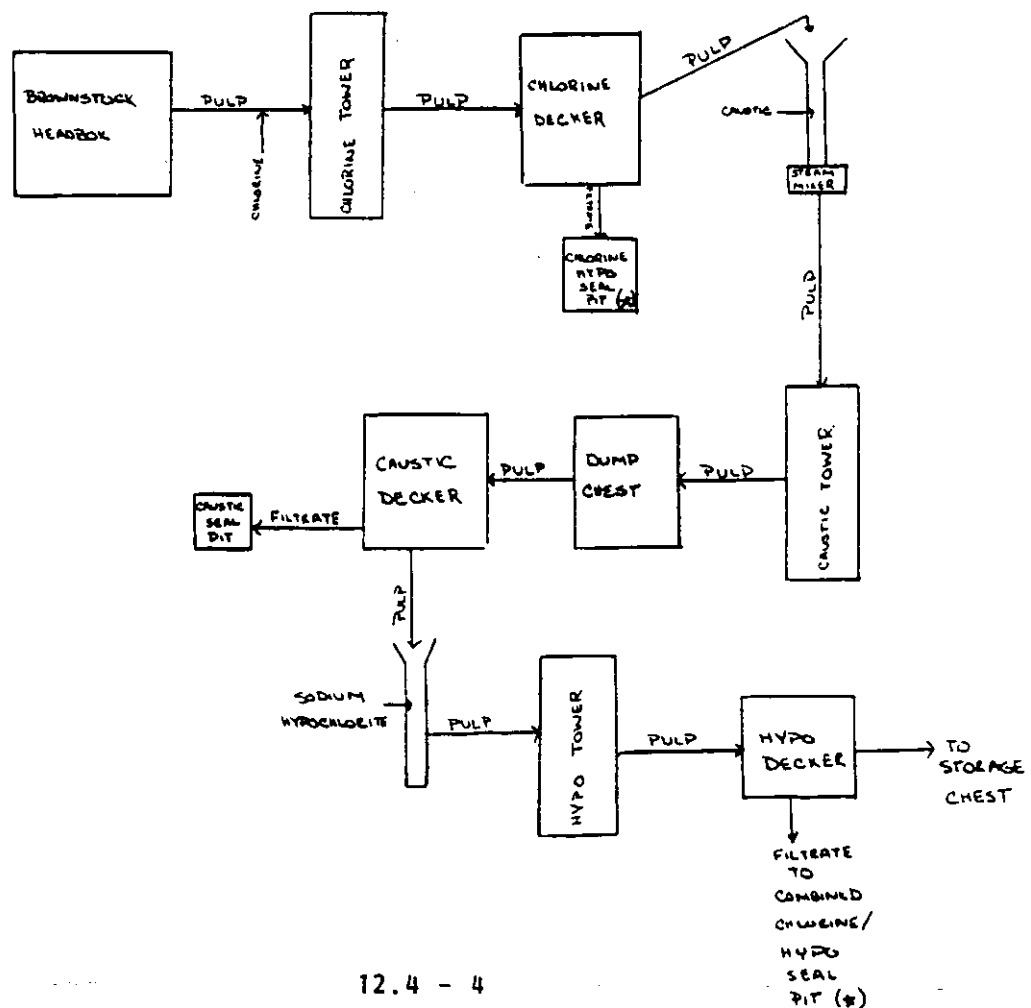 BROWNSTOCK
HEADBOX
PULP
CHLORINE
CHLORINE TOWER
PULP
CHLORINE
DECKER
PULP
CAUSTIC
STEAM
MIXER
CHLORINE
HYPO
SEAL
PIT (*)
PULP
CAUSTIC TOWER
PULP
DUMP
CHEST
PULP
CAUSTIC
DECKER
FILTRATE
CAUSTIC
SEAL
PIT
PULP
SODIUM
HYPOCHLORITE
PULP
HYPO TOWER
PULP
HYPO
DECKER
TO
STORAGE
CHEST
FILTRATE
TO
COMBINED
CHLORINE/
HYPO
SEAL
PIT (*)
12.4 - 4